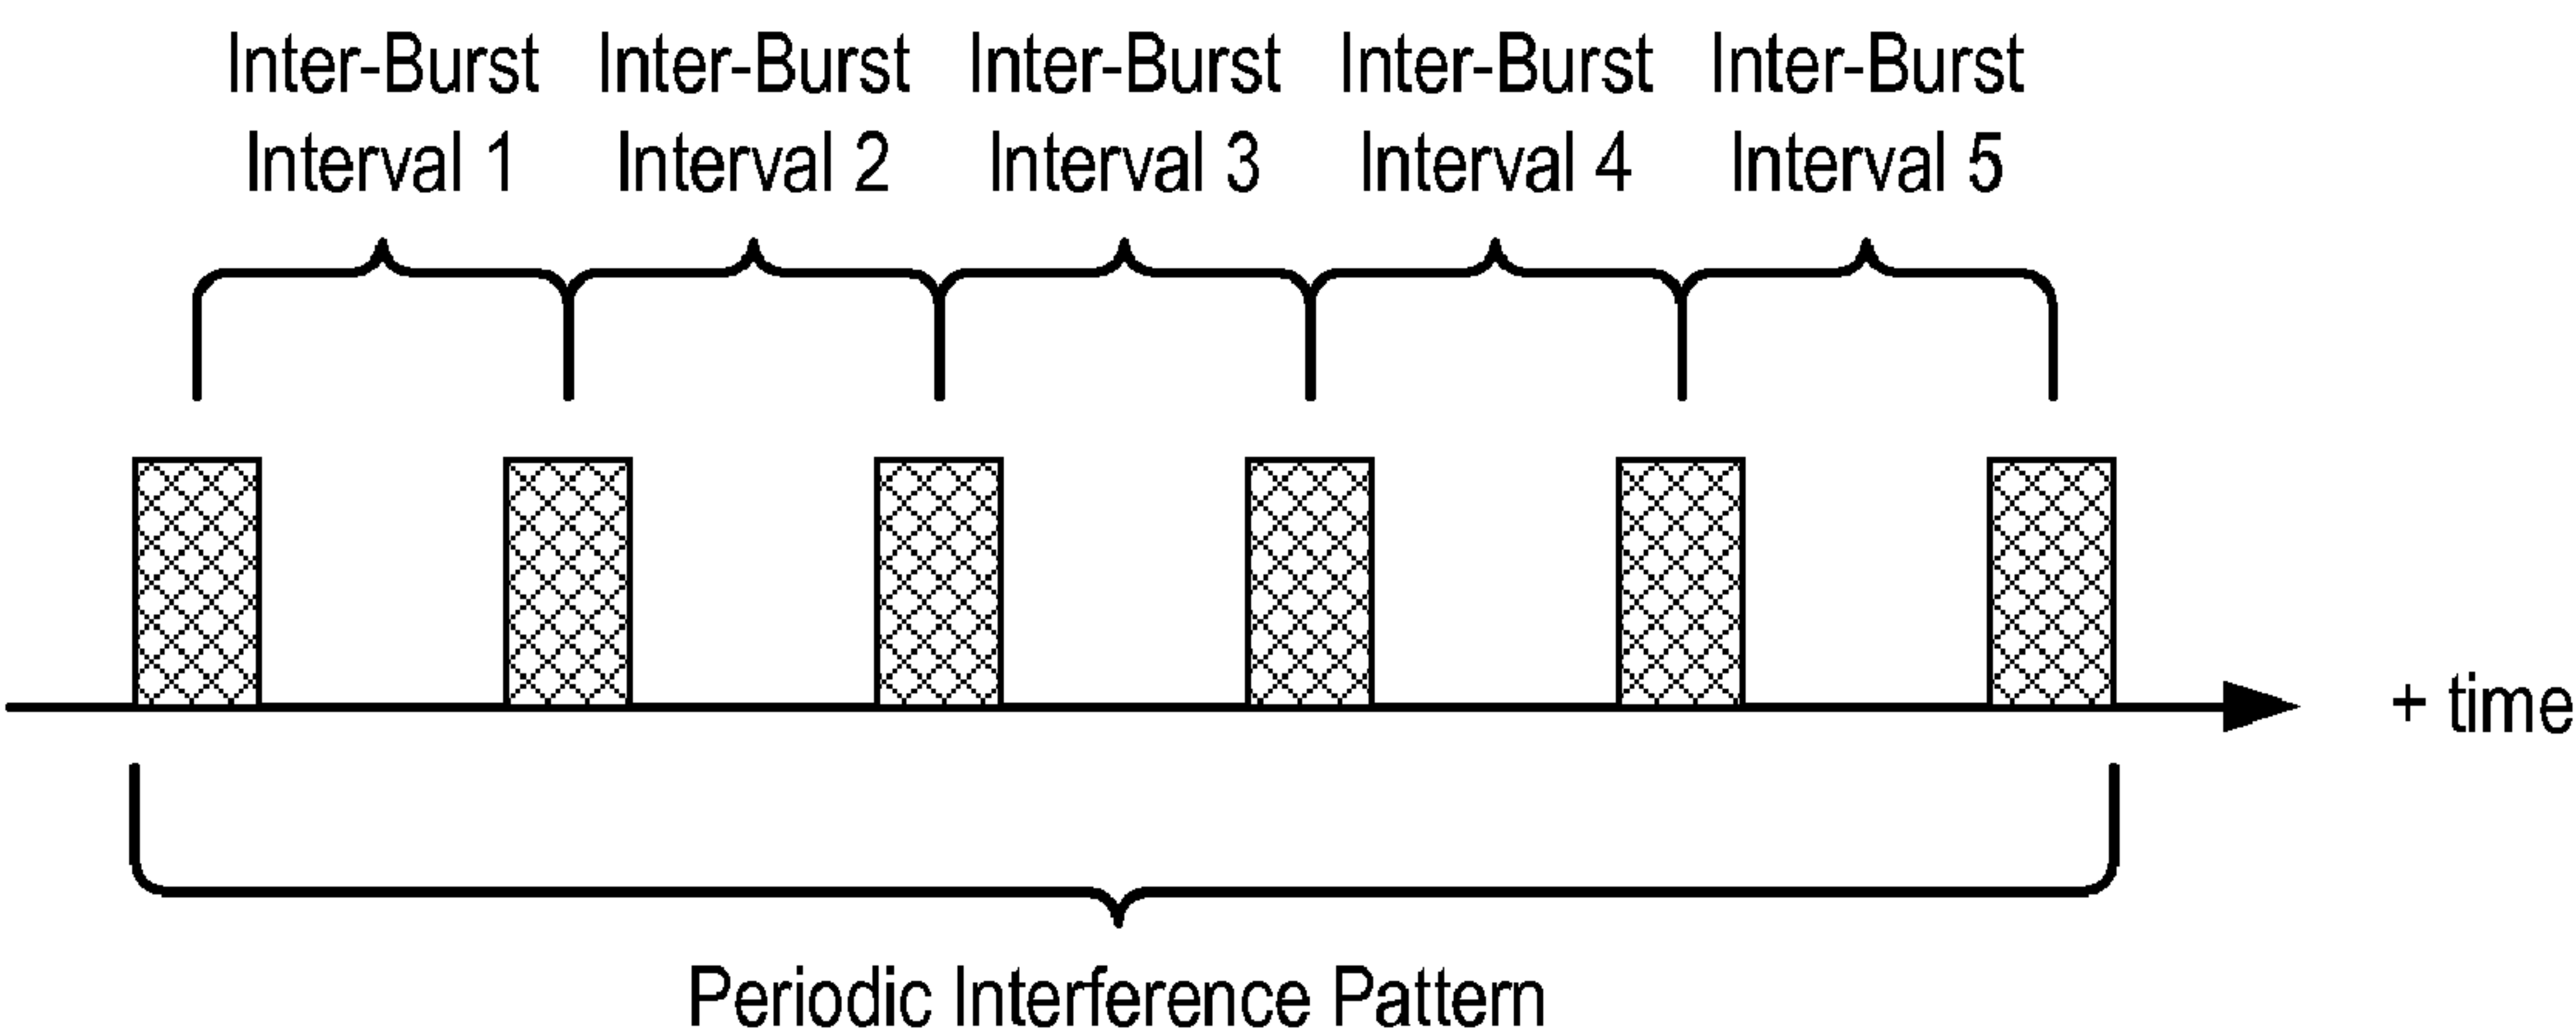 Inter-Burst Inter-Burst Inter-Burst Inter-Burst Inter-Burst
Interval 1 Interval 2 Interval 3 Interval 4 Interval 5
+ time
Periodic Interference Pattern